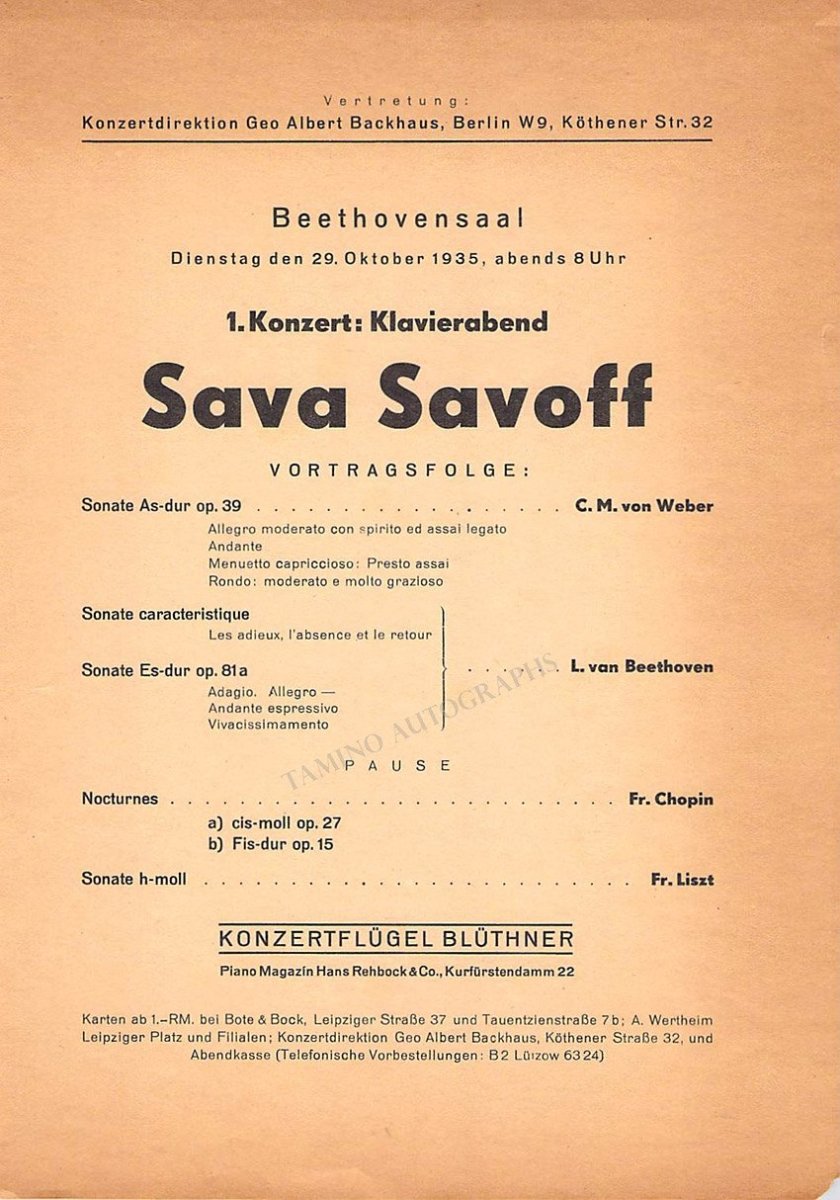 Vertretung:
Konzertdirektion Geo Albert Backhaus, Berlin W9, Köthener Str. 32
Beethovensaal
Dienstag den 29. Oktober 1935, abends 8 Uhr
1. Konzert: Klavierabend
Sava Savoff
VORTRAGSFOLGE:
Sonate As-dur op. 39 . . . . . . . . . . . . . . . . . C. M. von Weber
Allegro moderato con spirito ed assai legato
Andante
Menuetto capriccioso: Presto assai
Rondo: moderato e molto grazioso
Sonate caracteristique
Les adieux, l'absence et le retour
Sonate Es-dur op. 81a . . . . . . L. van Beethoven
Adagio. Allegro —
Andante espressivo
Vivacissimamento
TAMINO AUTOGRAPHS
PAUSE
Nocturnes . . . . . . . . . . . . . . . . . . . . . . . . Fr. Chopin
a) cis-moll op. 27
b) Fis-dur op. 15
Sonate h-moll . . . . . . . . . . . . . . . . . . . . . . . Fr. Liszt
KONZERTFLÜGEL BLÜTHNER
Piano Magazin Hans Rehbock & Co., Kurfürstendamm 22
Karten ab 1.–RM. bei Bote & Bock, Leipziger Straße 37 und Tauentzienstraße 7b; A. Wertheim
Leipziger Platz und Filialen; Konzertdirektion Geo Albert Backhaus, Köthener Straße 32, und
Abendkasse (Telefonische Vorbestellungen: B 2 Lützow 63 24)